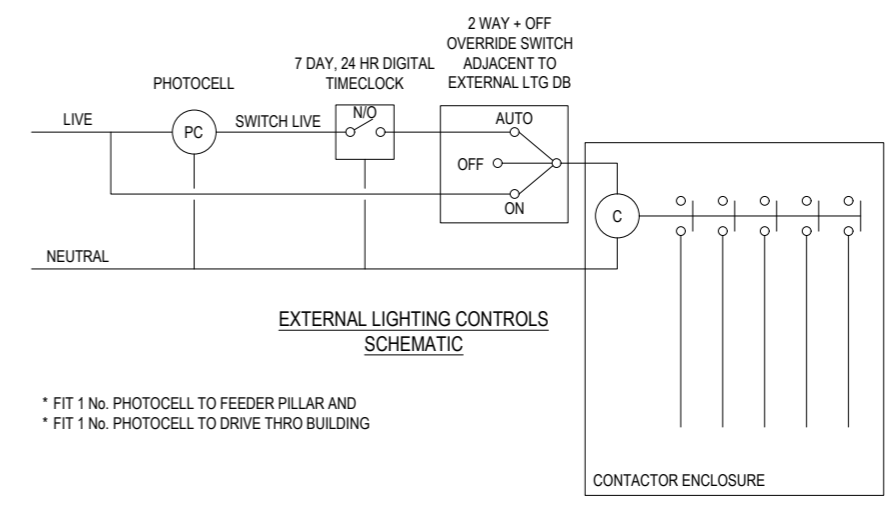 2 WAY + OFF
OVERRIDE SWITCH
ADJACENT TO
EXTERNAL LTG DB
7 DAY, 24 HR DIGITAL
TIMECLOCK
PHOTOCELL
LIVE
PC
SWITCH LIVE
N/O
AUTO
OFF
ON
C
NEUTRAL
EXTERNAL LIGHTING CONTROLS
SCHEMATIC
* FIT 1 No. PHOTOCELL TO FEEDER PILLAR AND
* FIT 1 No. PHOTOCELL TO DRIVE THRO BUILDING
CONTACTOR ENCLOSURE